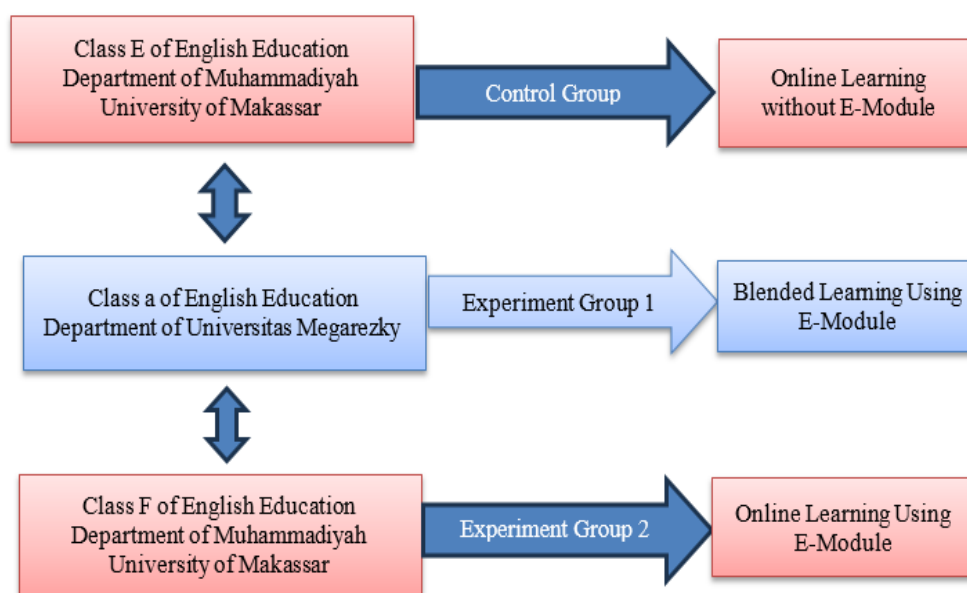 Class E of English Education
Department of Muhammadiyah
University of Makassar
Control Group
Online Learning
without E-Module
Class a of English Education
Department of Universitas Megarezky
Experiment Group 1
Blended Learning Using
E-Module
Class F of English Education
Department of Muhammadiyah
University of Makassar
Experiment Group 2
Online Learning Using
E-Module